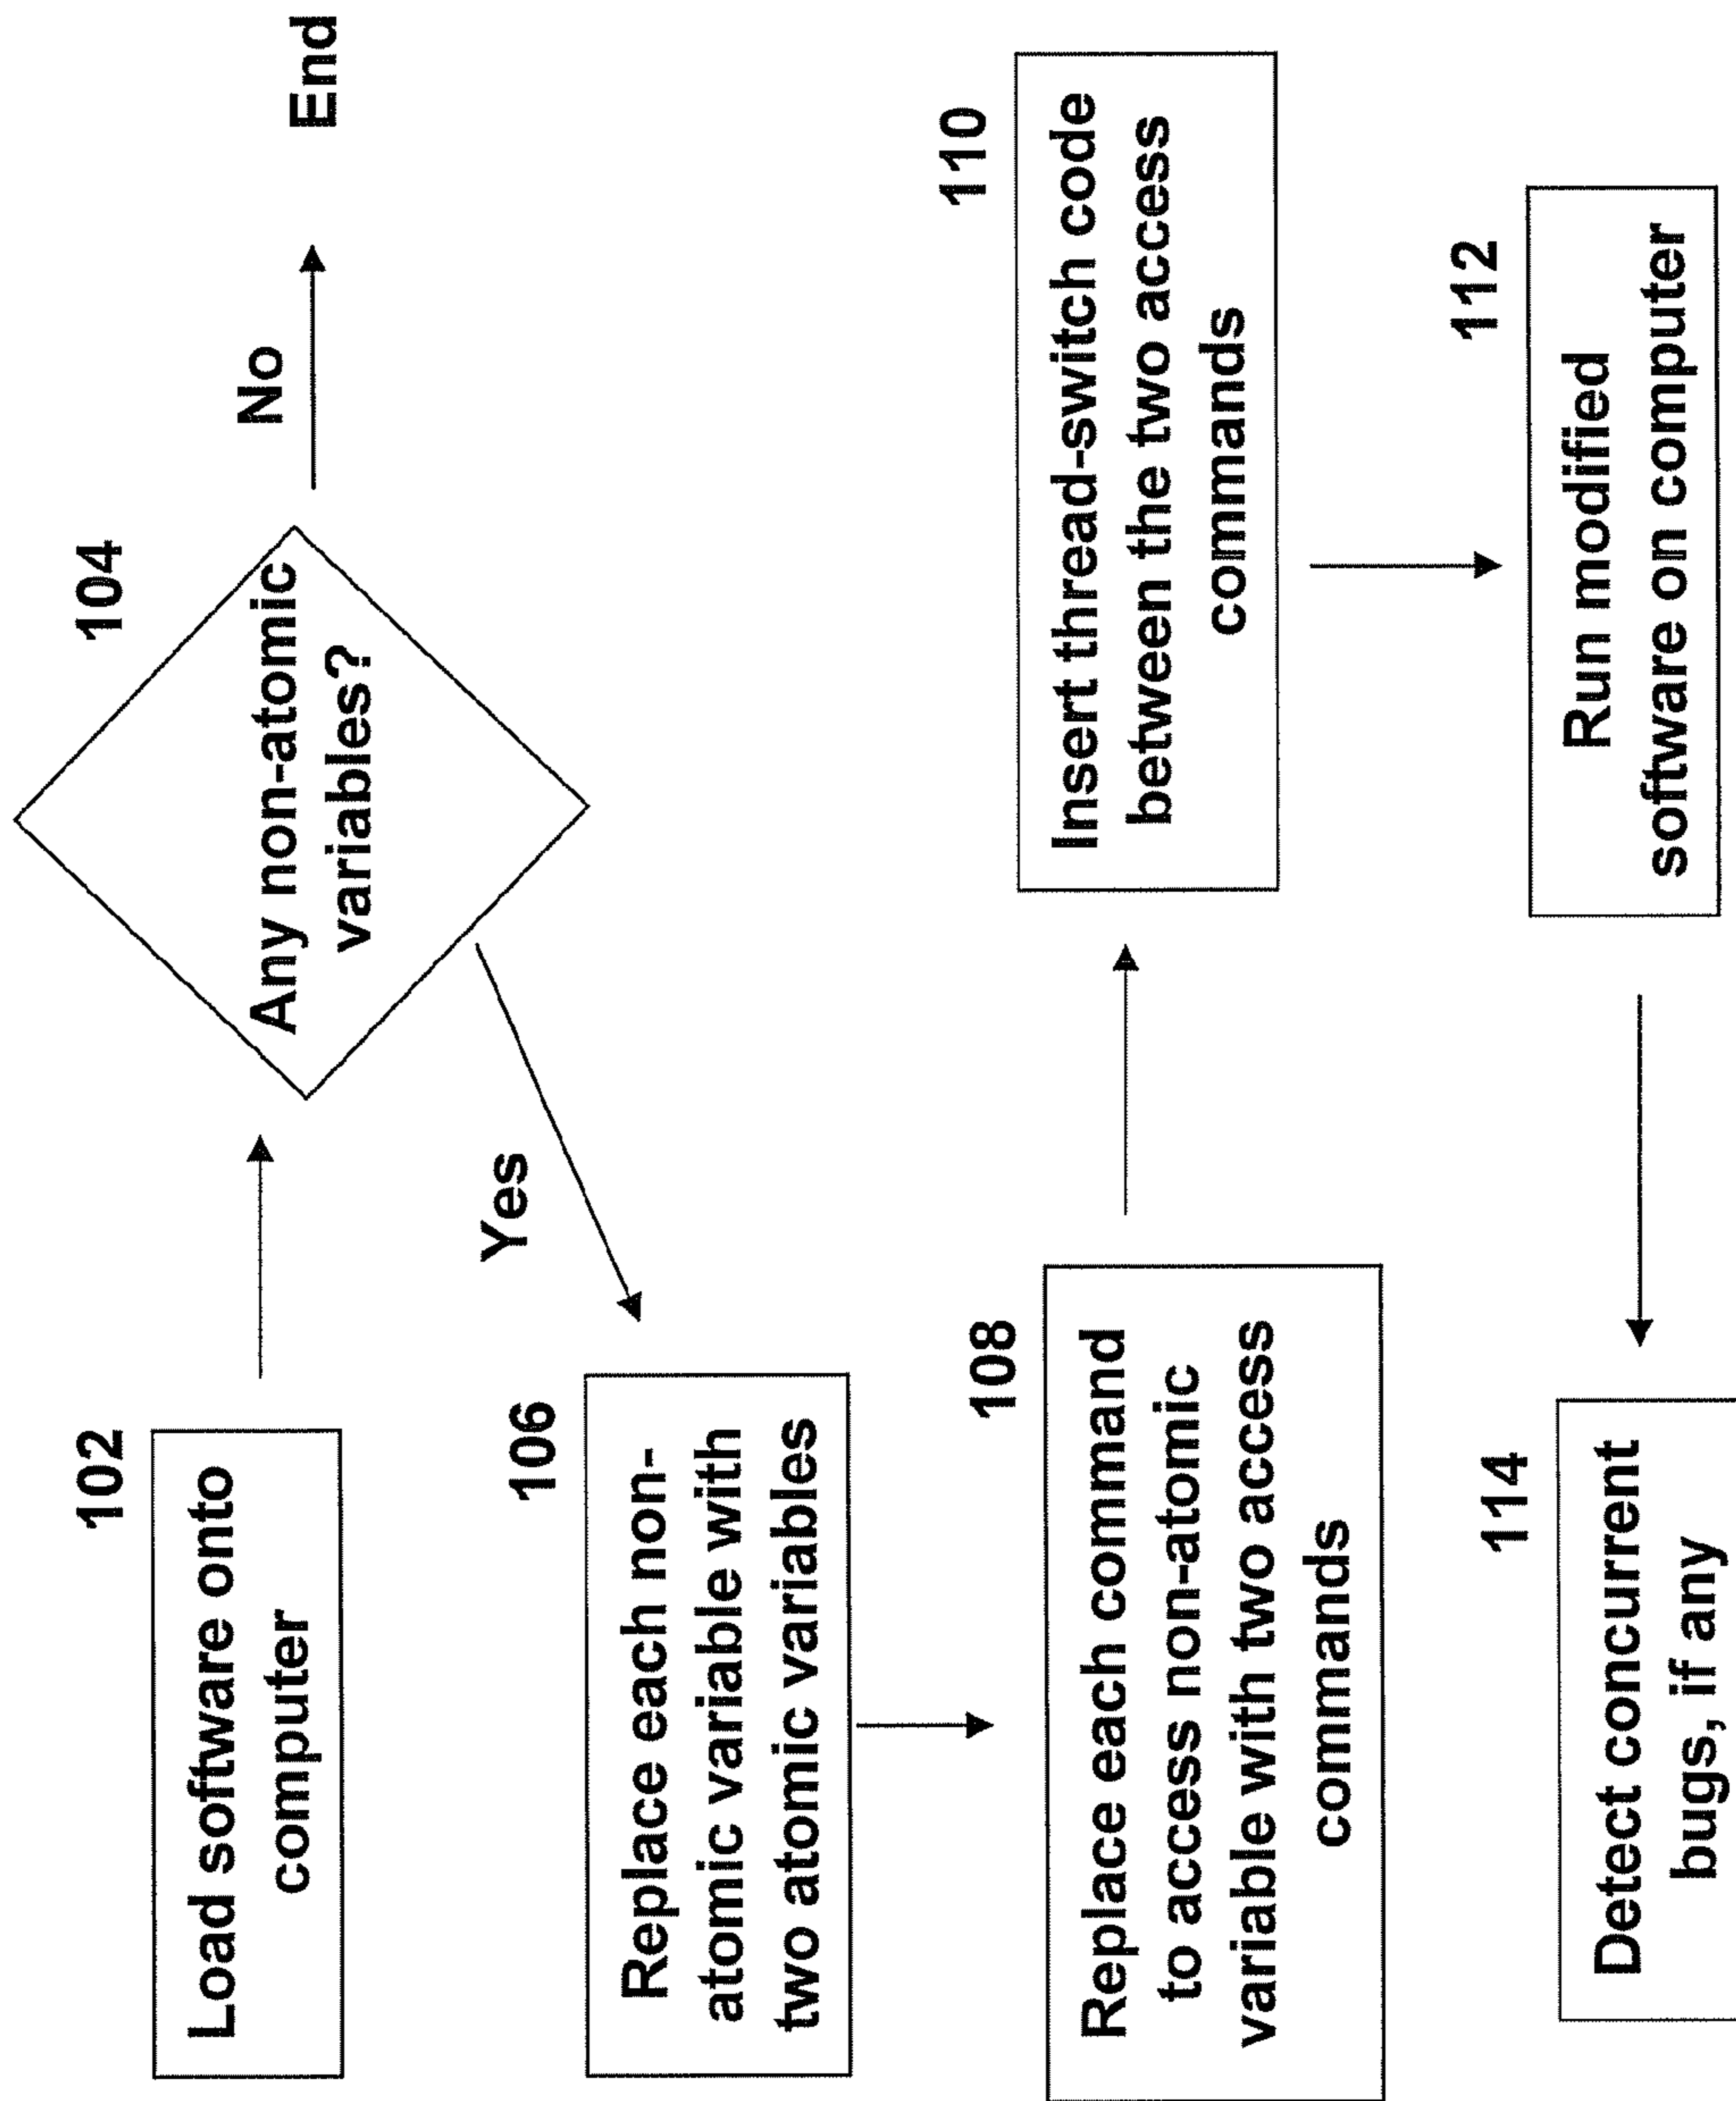 102
Load software onto
computer
104
Any non-atomic
variables?
No
End
Yes
106
Replace each non-
atomic variable with
two atomic variables
108
Replace each command
to access non-atomic
variable with two access
commands
110
Insert thread-switch code
between the two access
commands
112
Run modified
software on computer
114
Detect concurrent
bugs, if any